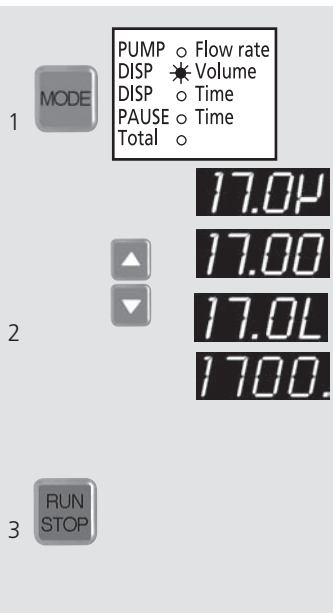 PUMP Flow rate
DISP Volume
DISP Time
PAUSE Time
Total
1 MODE
17.0µ
17.00
17.0L
1700.
2
3 RUN
STOP